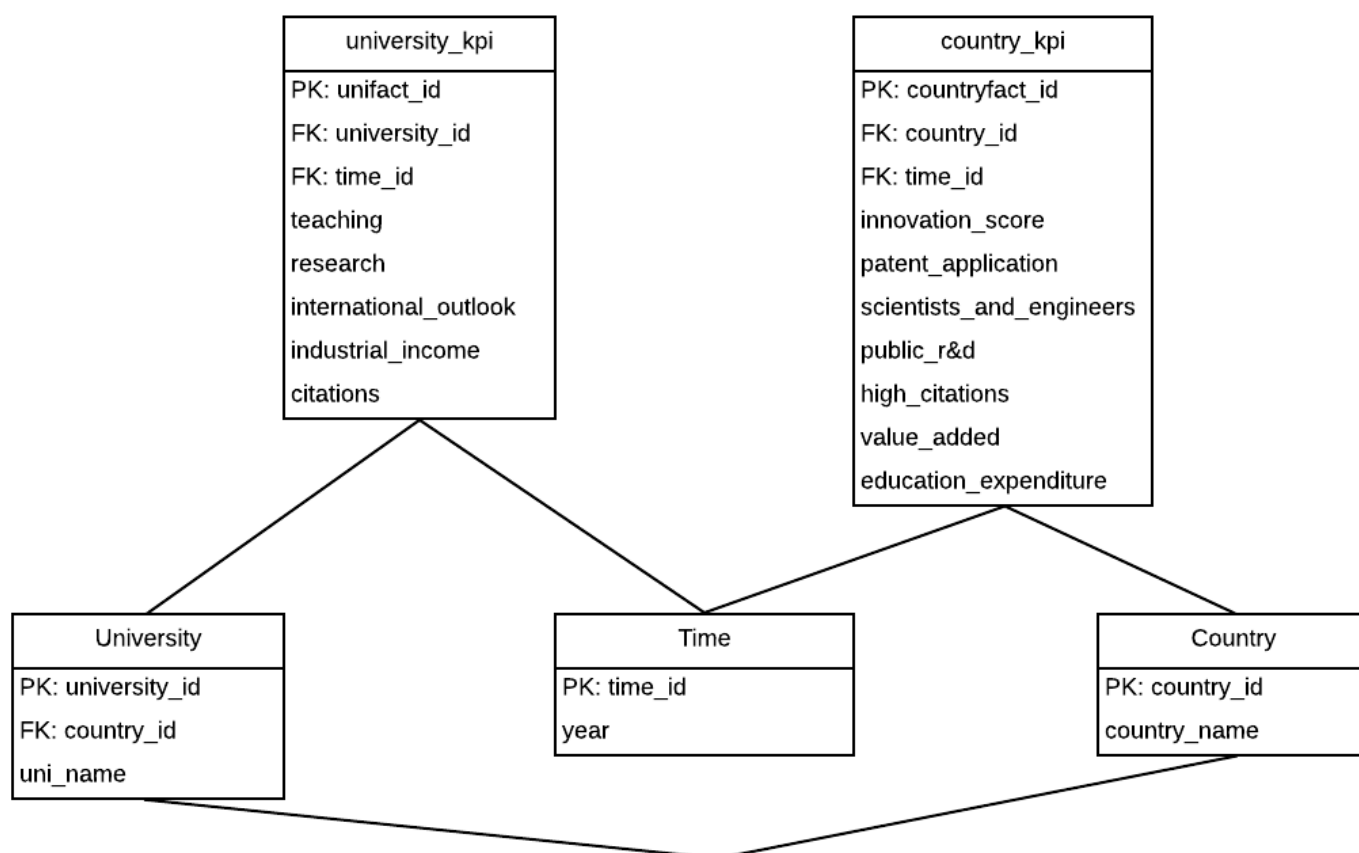 university_kpi
PK: unifact_id
FK: university_id
FK: time_id
teaching
research
international_outlook
industrial_income
citations
country_kpi
PK: countryfact_id
FK: country_id
FK: time_id
innovation_score
patent_application
scientists_and_engineers
public_r&d
high_citations
value_added
education_expenditure
University
PK: university_id
FK: country_id
uni_name
Time
PK: time_id
year
Country
PK: country_id
country_name